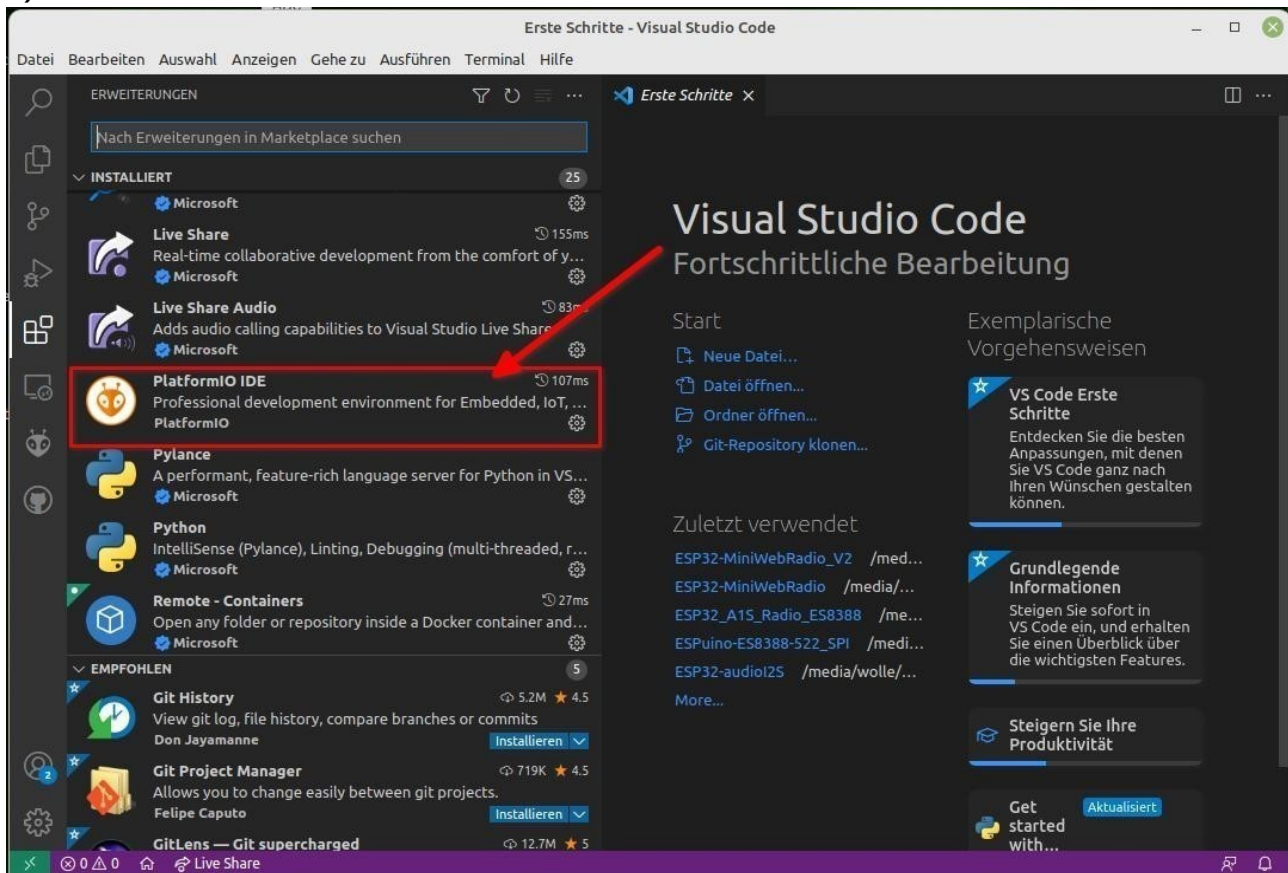 Erste Schritte - Visual Studio Code
Datei Bearbeiten Auswahl Anzeigen Gehe zu Ausführen Terminal Hilfe
ERWEITERUNGEN
Nach Erweiterungen in Marketplace suchen
INSTALLIERT 25
Microsoft
Live Share 155ms
Real-time collaborative development from the comfort of y...
Microsoft
Live Share Audio 83ms
Adds audio calling capabilities to Visual Studio Live Share
Microsoft
PlatformIO IDE 107ms
Professional development environment for Embedded, IoT, ...
PlatformIO
Pylance
A performant, feature-rich language server for Python in VS...
Microsoft
Python
IntelliSense (Pylance), Linting, Debugging (multi-threaded, r...
Microsoft
Remote - Containers 27ms
Open any folder or repository inside a Docker container and...
Microsoft
EMPFOHLEN 5
Git History 5.2M ★ 4.5
View git log, file history, compare branches or commits
Don Jayamanne Installieren
Git Project Manager 719K ★ 4.5
Allows you to change easily between git projects.
Felipe Caputo Installieren
GitLens — Git supercharged 12.7M ★ 5
2
Erste Schritte
Visual Studio Code
Fortschrittliche Bearbeitung
Start
Neue Datei...
Datei öffnen...
Ordner öffnen...
Git-Repository klonen...
Zuletzt verwendet
ESP32-MiniWebRadio_V2 /med...
ESP32-MiniWebRadio /media/...
ESP32_A1S_Radio_ES8388 /me...
ESPuino-ES8388-522_SPI /medi...
ESP32-audioI2S /media/wolle/...
More...
Exemplarische
Vorgehensweisen
VS Code Erste
Schritte
Entdecken Sie die besten
Anpassungen, mit denen
Sie VS Code ganz nach
Ihren Wünschen gestalten
können.
Grundlegende
Informationen
Steigen Sie sofort in
VS Code ein, und erhalten
Sie einen Überblick über
die wichtigsten Features.
Steigern Sie Ihre
Produktivität
Get Aktualisiert
started
with...
0 0 Live Share